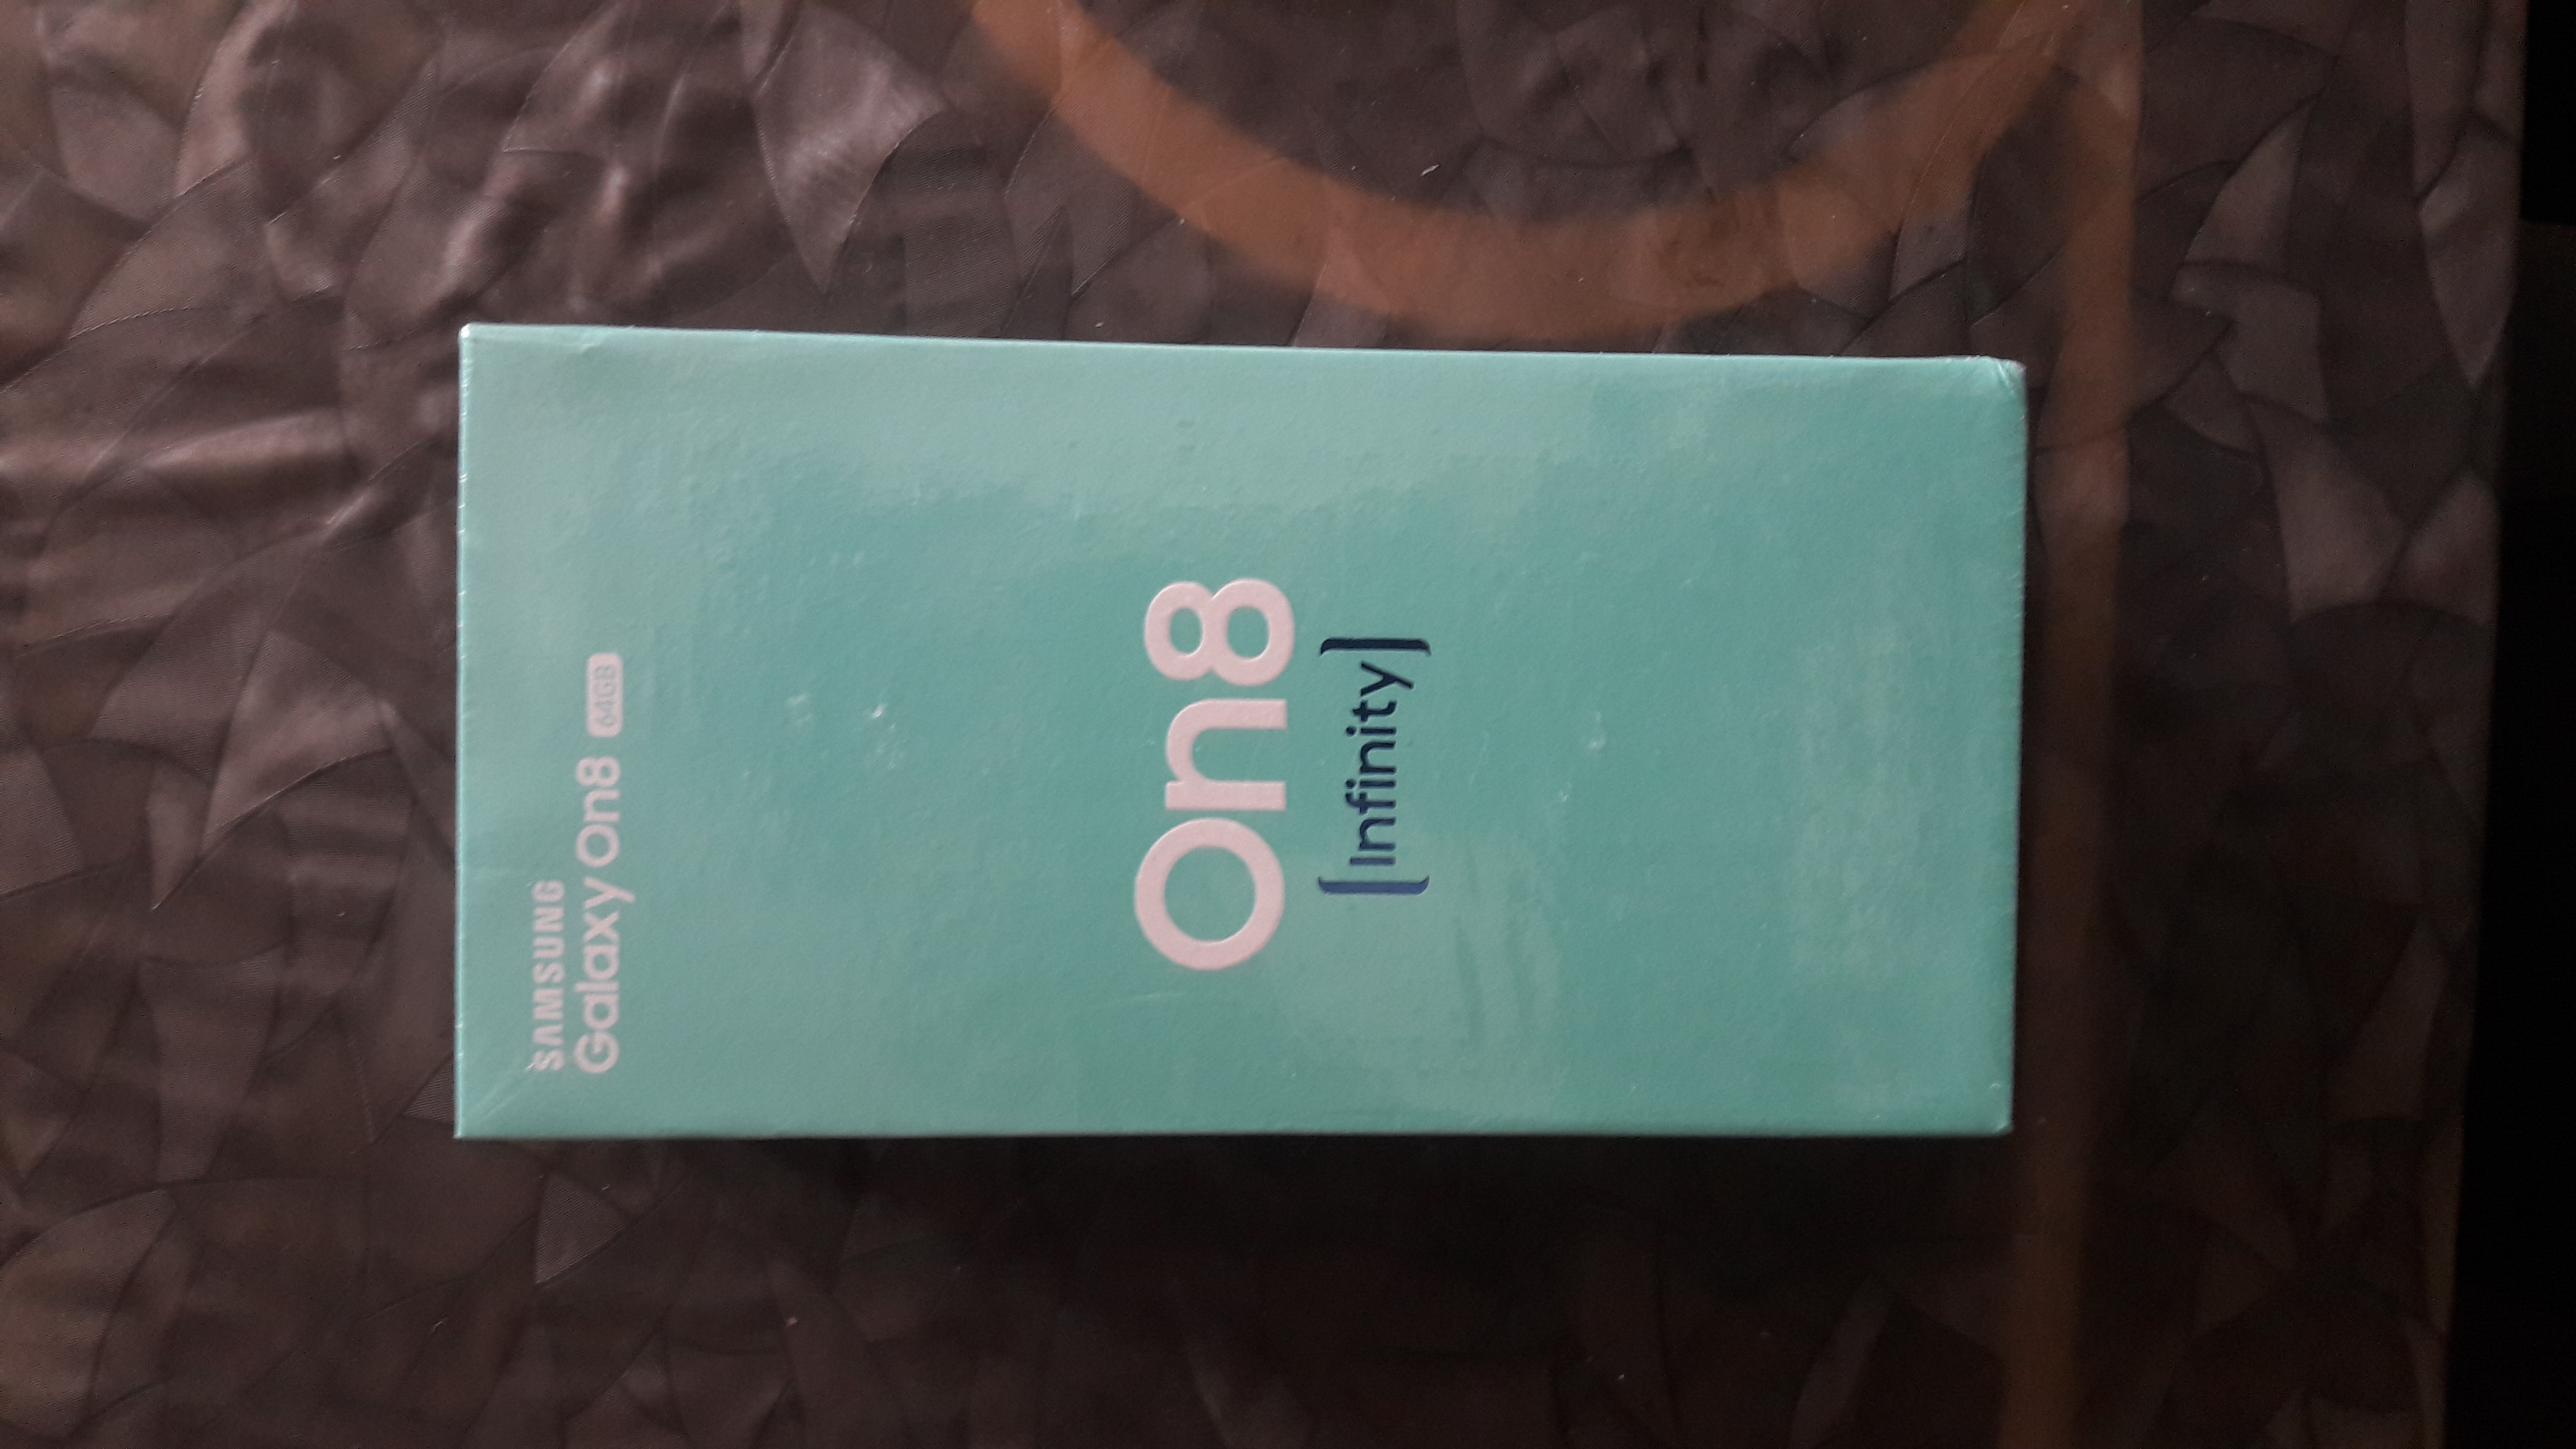 SAMSUNG
Galaxy On8 64GB
On8
[Infinity]